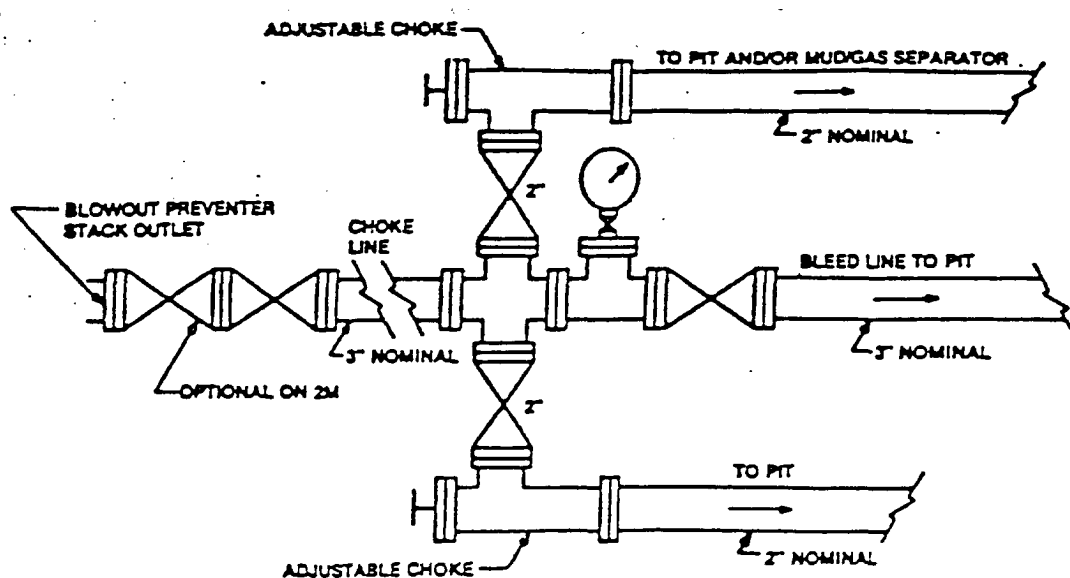 ADJUSTABLE CHOKE
TO PIT AND/OR MUD/GAS SEPARATOR
2" NOMINAL
2"
BLOWOUT PREVENTER
STACK OUTLET
CHOKE
LINE
BLEED LINE TO PIT
3" NOMINAL
3" NOMINAL
OPTIONAL ON 2M
2"
TO PIT
2" NOMINAL
ADJUSTABLE CHOKE